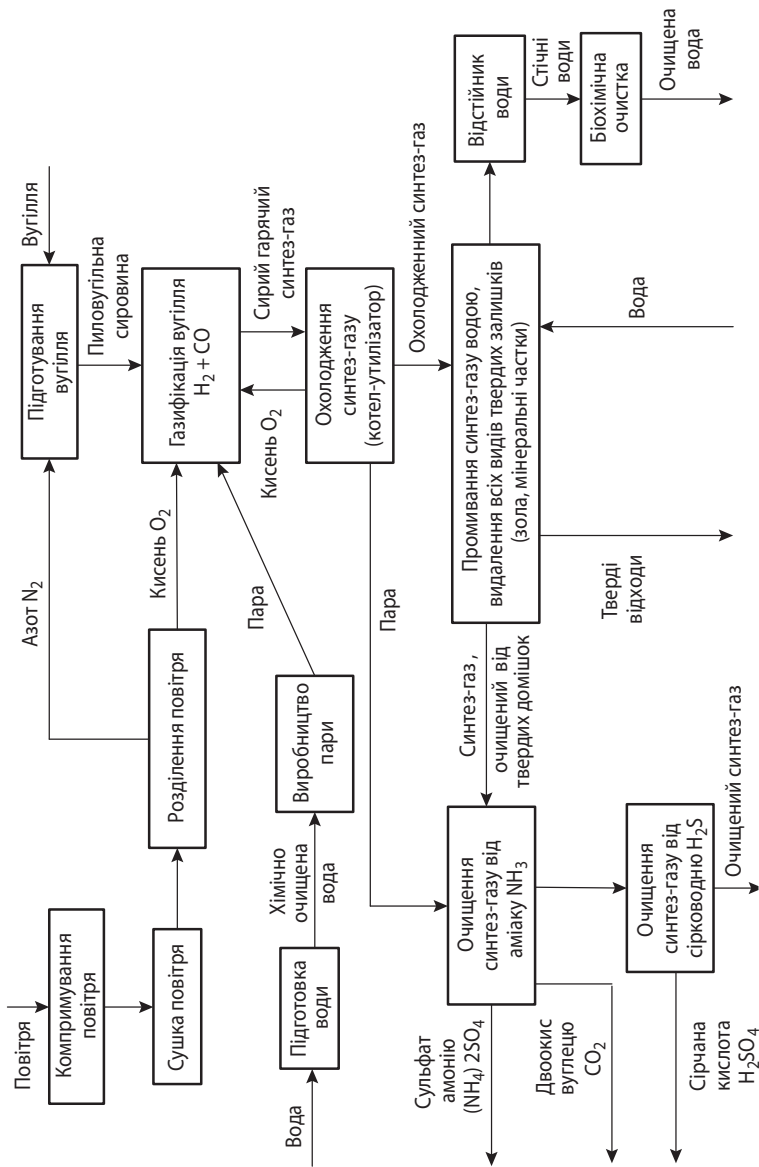 Повітря
Компримування
повітря
Сушка повітря
Розділення повітря
Азот N2
Кисень O2
Вугілля
Підготування
вугілля
Пиловугільна
сировина
Газифікація вугілля
H2 + CO
Сирий гарячий
синтез-газ
Кисень O2
Охолодження
синтез-газу
(котел-утилізатор)
Вода
Підготовка
води
Хімічно
очищена
вода
Виробництво
пари
Пара
Пара
Охолодженний синтез-газ
Промивання синтез-газу водою,
видалення всіх видів твердих залишків
(зола, мінеральні частки)
Відстійник
води
Стічні
води
Біохімічна
очистка
Очищена
вода
Вода
Тверді
відходи
Синтез-газ ,
очищений від
твердих домішок
Очищення
синтез-газу від
аміаку NH3
Сульфат
амонію
(NH4) 2SO4
Двоокис
вуглецю
CO2
Очищення
синтез-газу від
сірководню H2S
Сірчана
кислота
H2SO4
Очищений синтез-газ